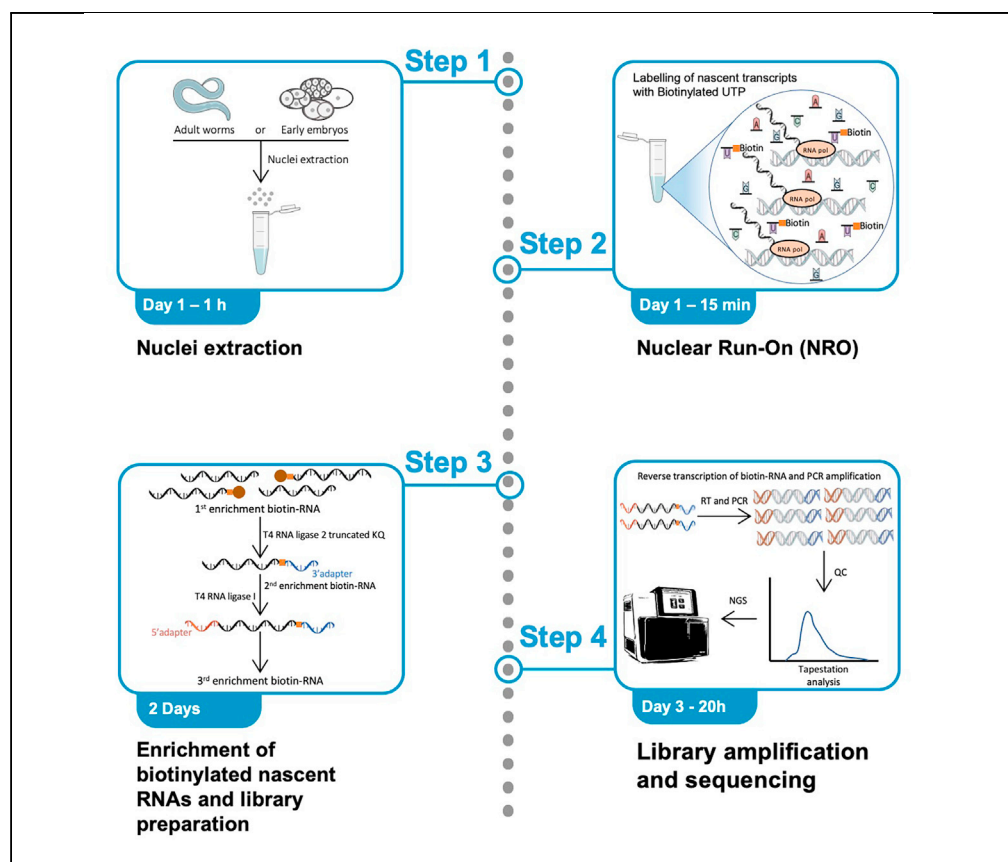 Step 1
Adult worms or Early embryos
Nuclei extraction
Day 1 – 1 h
Nuclei extraction
Step 2
Labelling of nascent transcripts
with Biotinylated UTP
A
G
C
G
U Biotin
RNA pol
U Biotin
A
G
C
RNA pol
U Biotin
C
A
U Biotin
RNA pol
G
Day 1 – 15 min
Nuclear Run-On (NRO)
Step 3
1st enrichment biotin-RNA
T4 RNA ligase 2 truncated KQ
3'adapter
2nd enrichment biotin-RNA
T4 RNA ligase I
5'adapter
3rd enrichment biotin-RNA
2 Days
Enrichment of
biotinylated nascent
RNAs and library
preparation
Step 4
Reverse transcription of biotin-RNA and PCR amplification
RT and PCR
QC
NGS
Tapestation
analysis
Day 3 - 20h
Library amplification
and sequencing